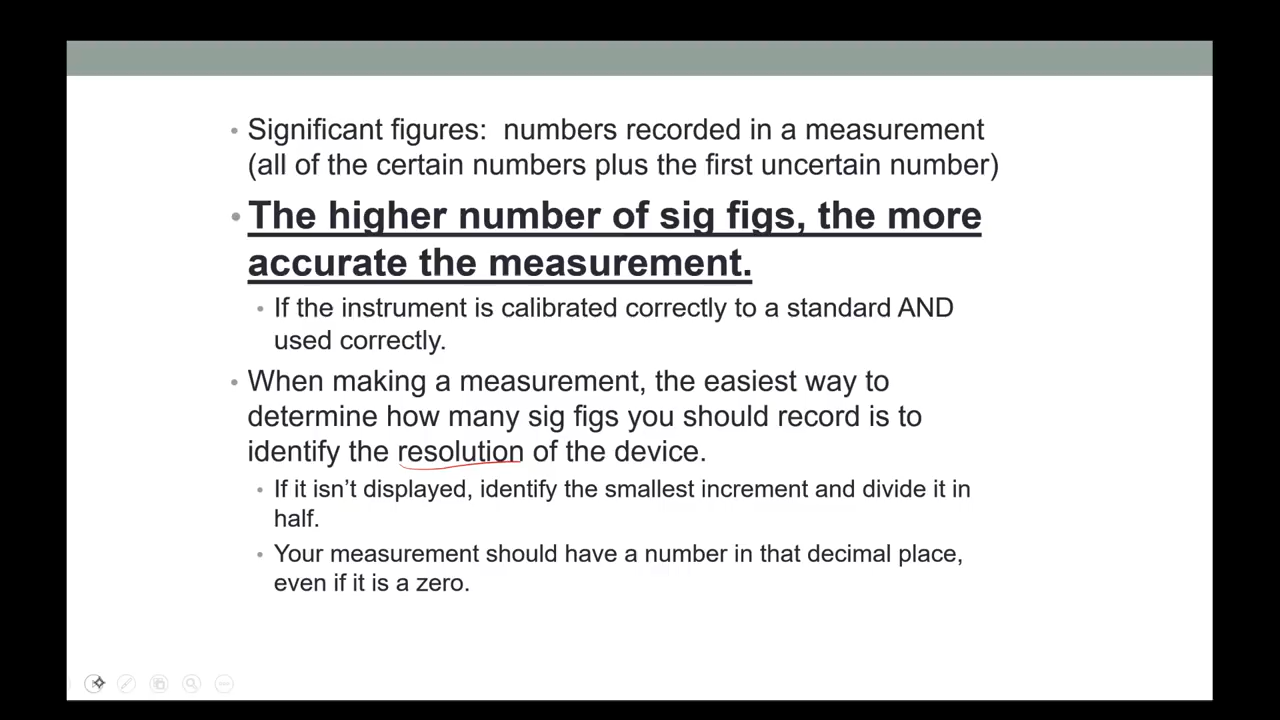 • Significant figures:  numbers recorded in a measurement
(all of the certain numbers plus the first uncertain number)
• The higher number of sig figs, the more
accurate the measurement.
• If the instrument is calibrated correctly to a standard AND
used correctly.
• When making a measurement, the easiest way to
determine how many sig figs you should record is to
identify the resolution of the device.
• If it isn’t displayed, identify the smallest increment and divide it in
half.
• Your measurement should have a number in that decimal place,
even if it is a zero.